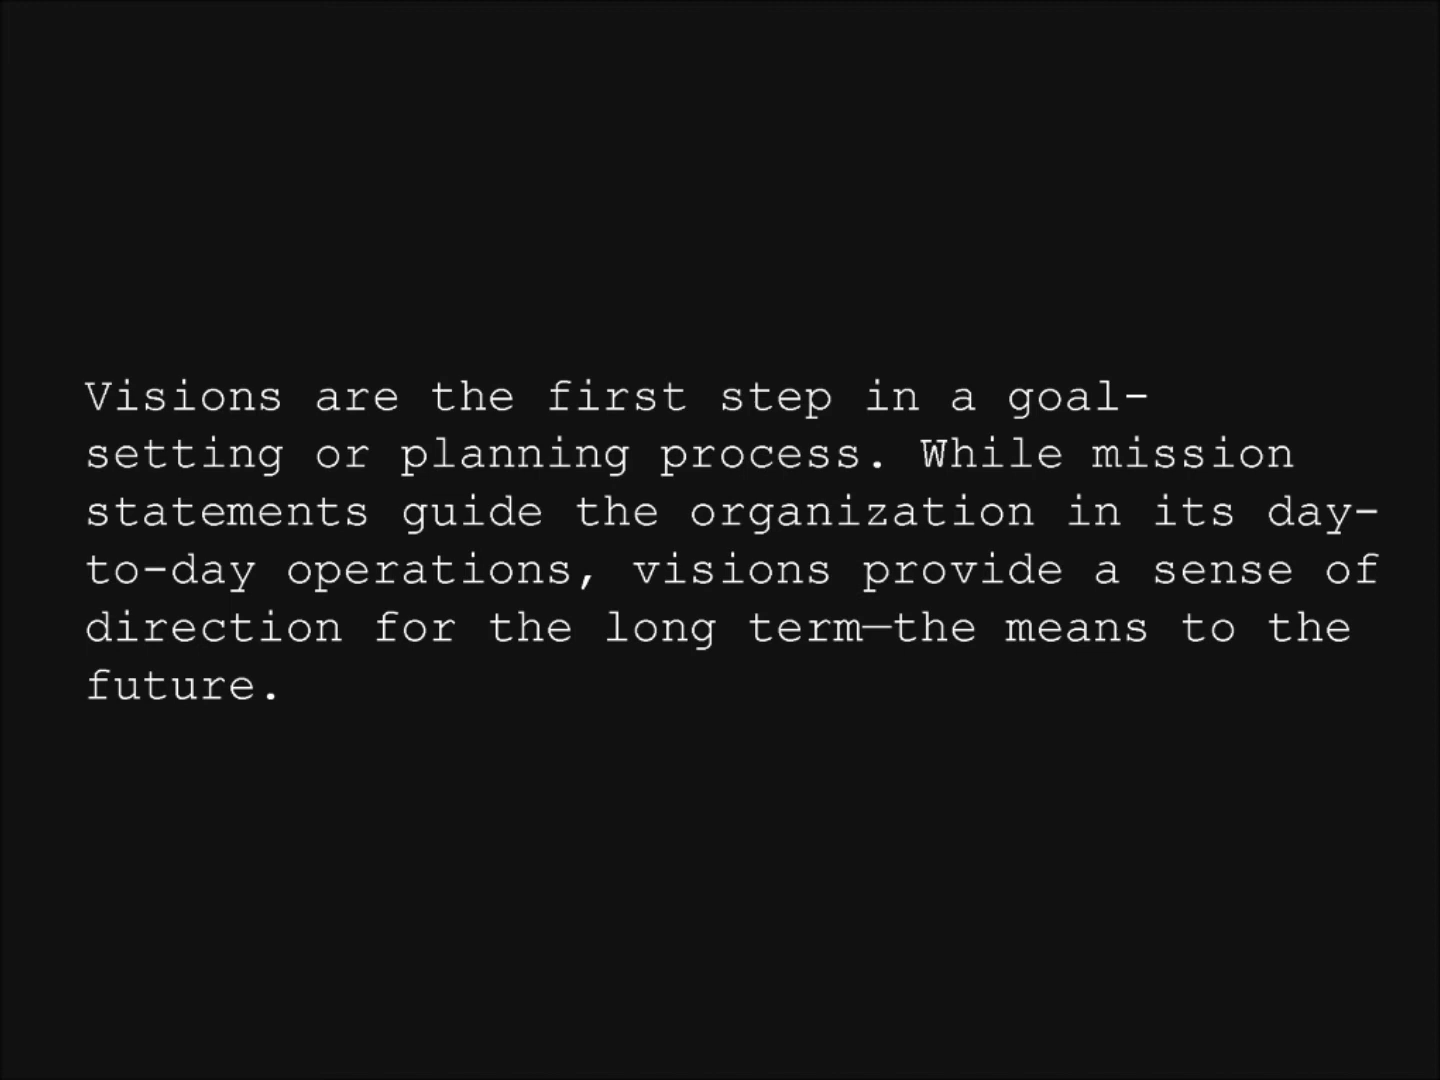 Visions are the first step in a goal-
setting or planning process. While mission
statements guide the organization in its day-
to-day operations, visions provide a sense of
direction for the long term—the means to the
future.